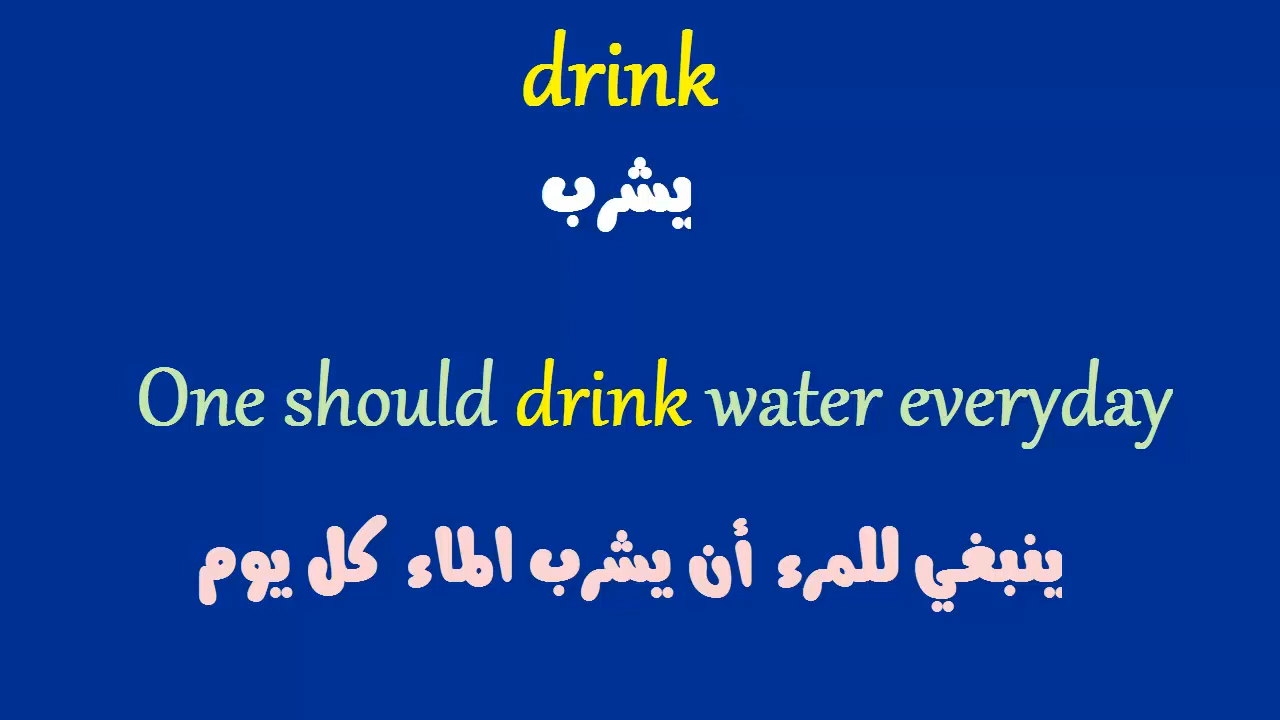 drink
يشرب
One should drink water everyday
ينبغي للمرء أن يشرب الماء كل يوم